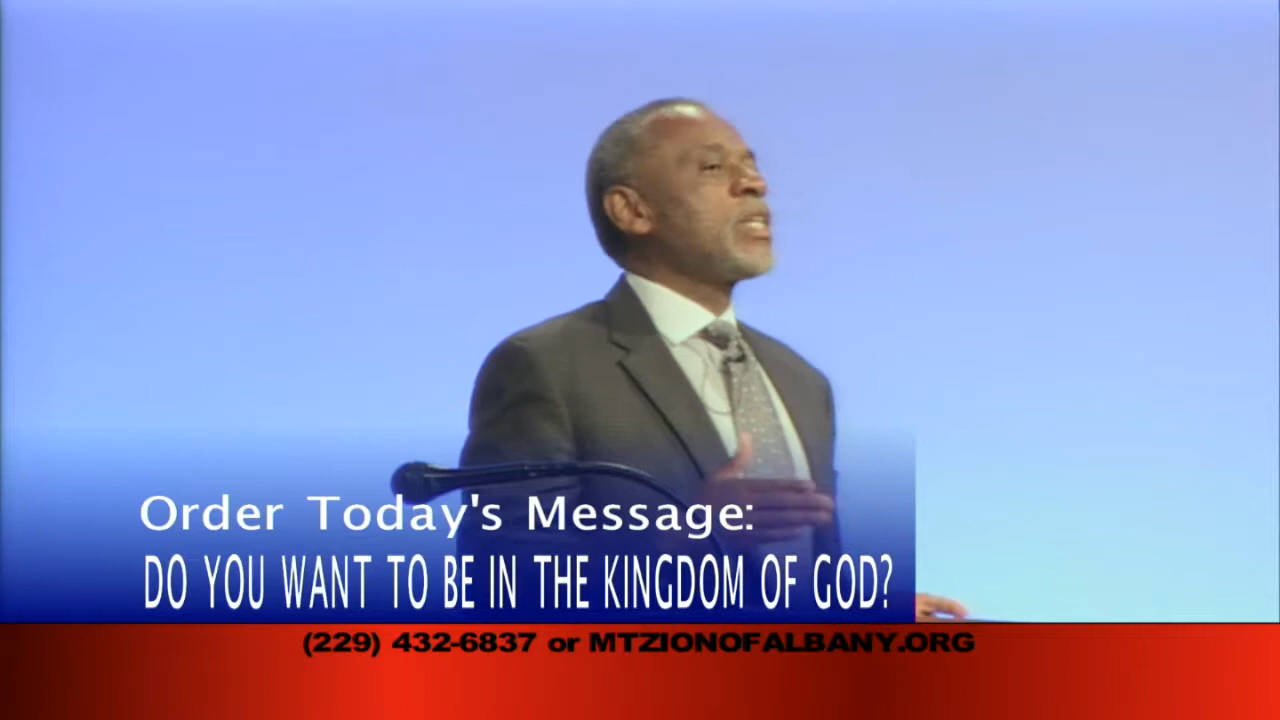 Order Today's Message:
DO YOU WANT TO BE IN THE KINGDOM OF GOD?
(229) 432-6837 or MTZIONOFALBANY.ORG